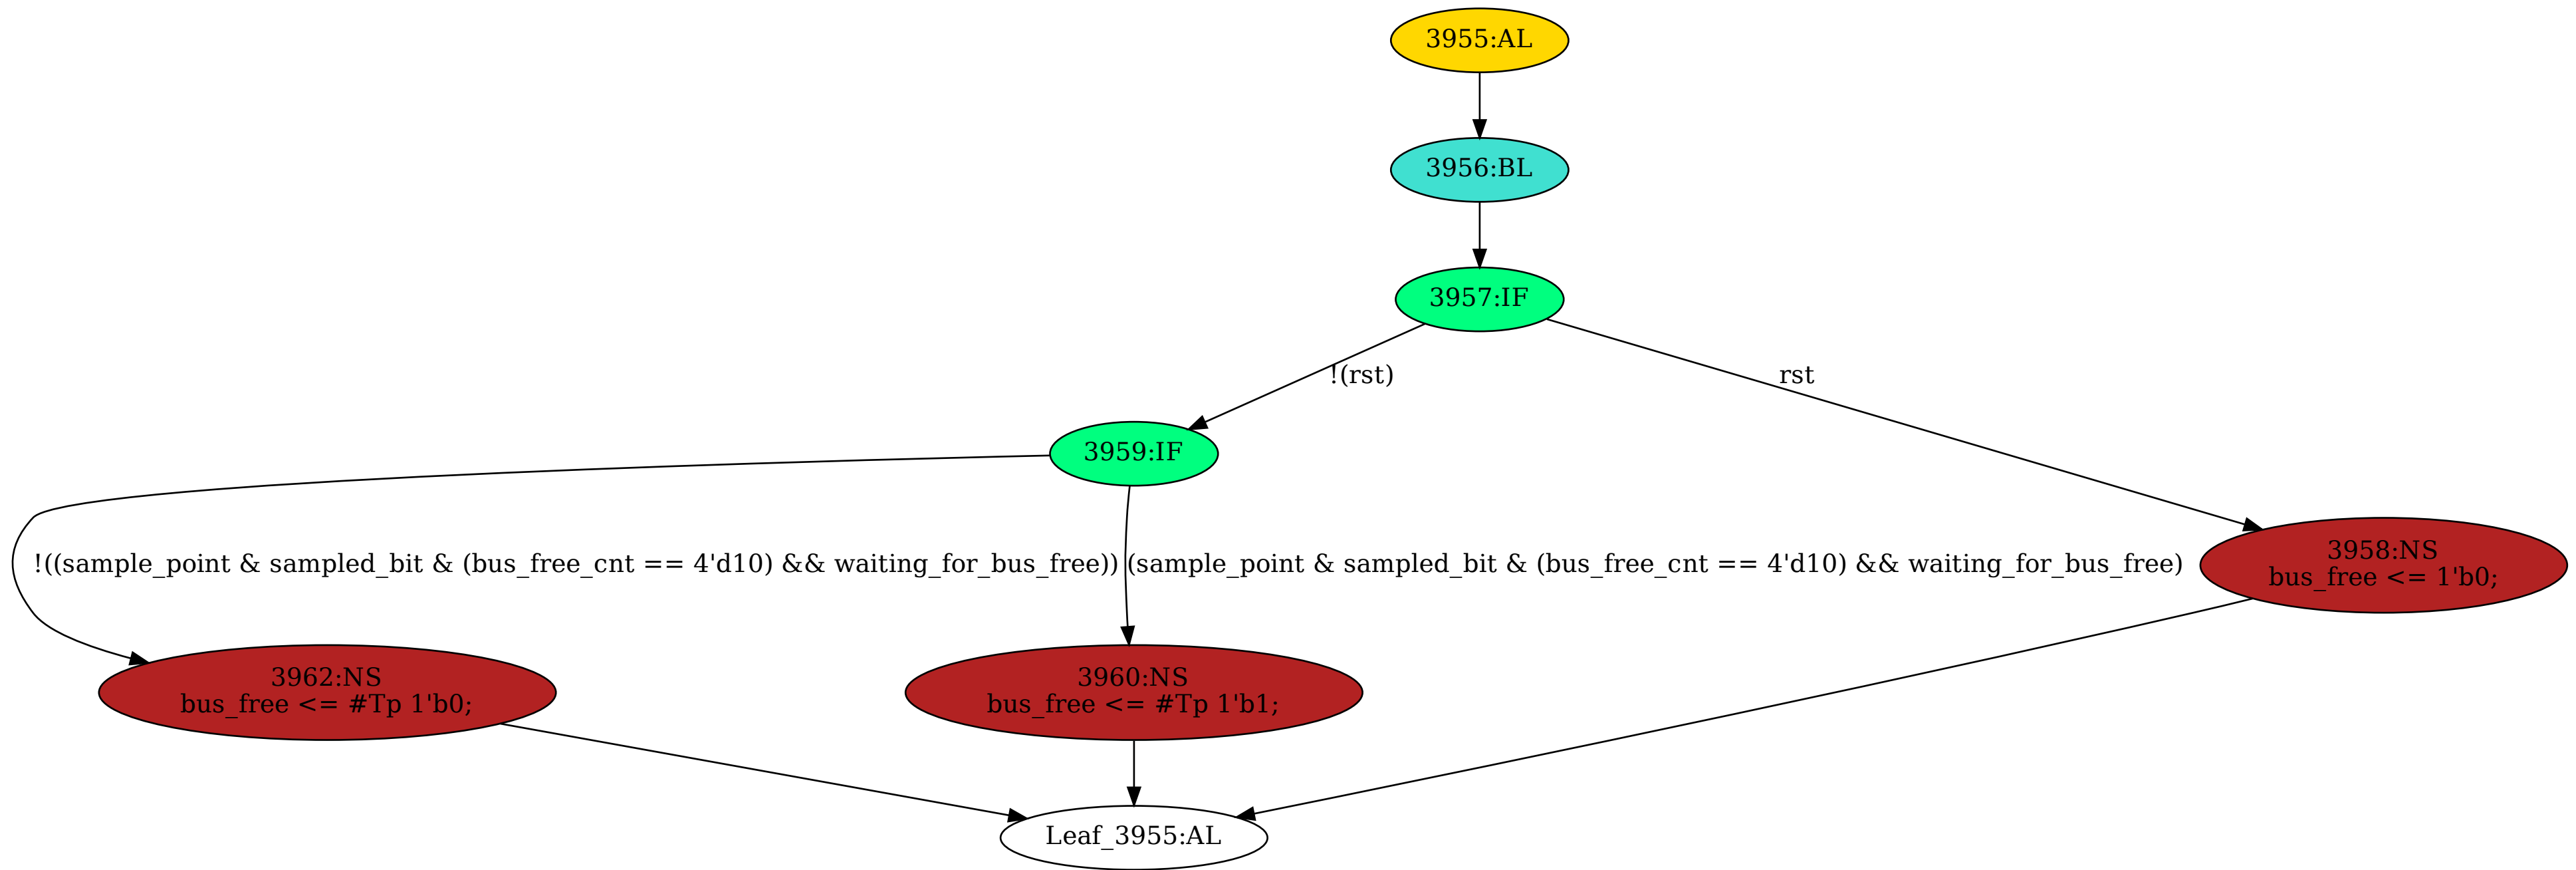 3955:AL
3956:BL
3957:IF
!(rst)
rst
3959:IF
!((sample_point & sampled_bit & (bus_free_cnt == 4'd10) && waiting_for_bus_free))
(sample_point & sampled_bit & (bus_free_cnt == 4'd10) && waiting_for_bus_free)
3958:NS
bus_free <= 1'b0;
3962:NS
bus_free <= #Tp 1'b0;
3960:NS
bus_free <= #Tp 1'b1;
Leaf_3955:AL